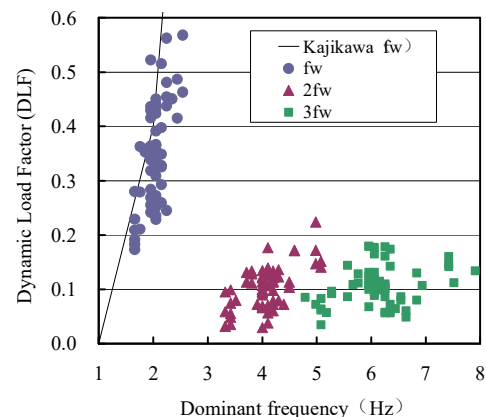 0.6
0.5
0.4
0.3
0.2
0.1
0.0
1 2 3 4 5 6 7 8
Dynamic Load Factor (DLF)
Dominant frequency（Hz）
Kajikawa fw）
fw
2fw
3fw